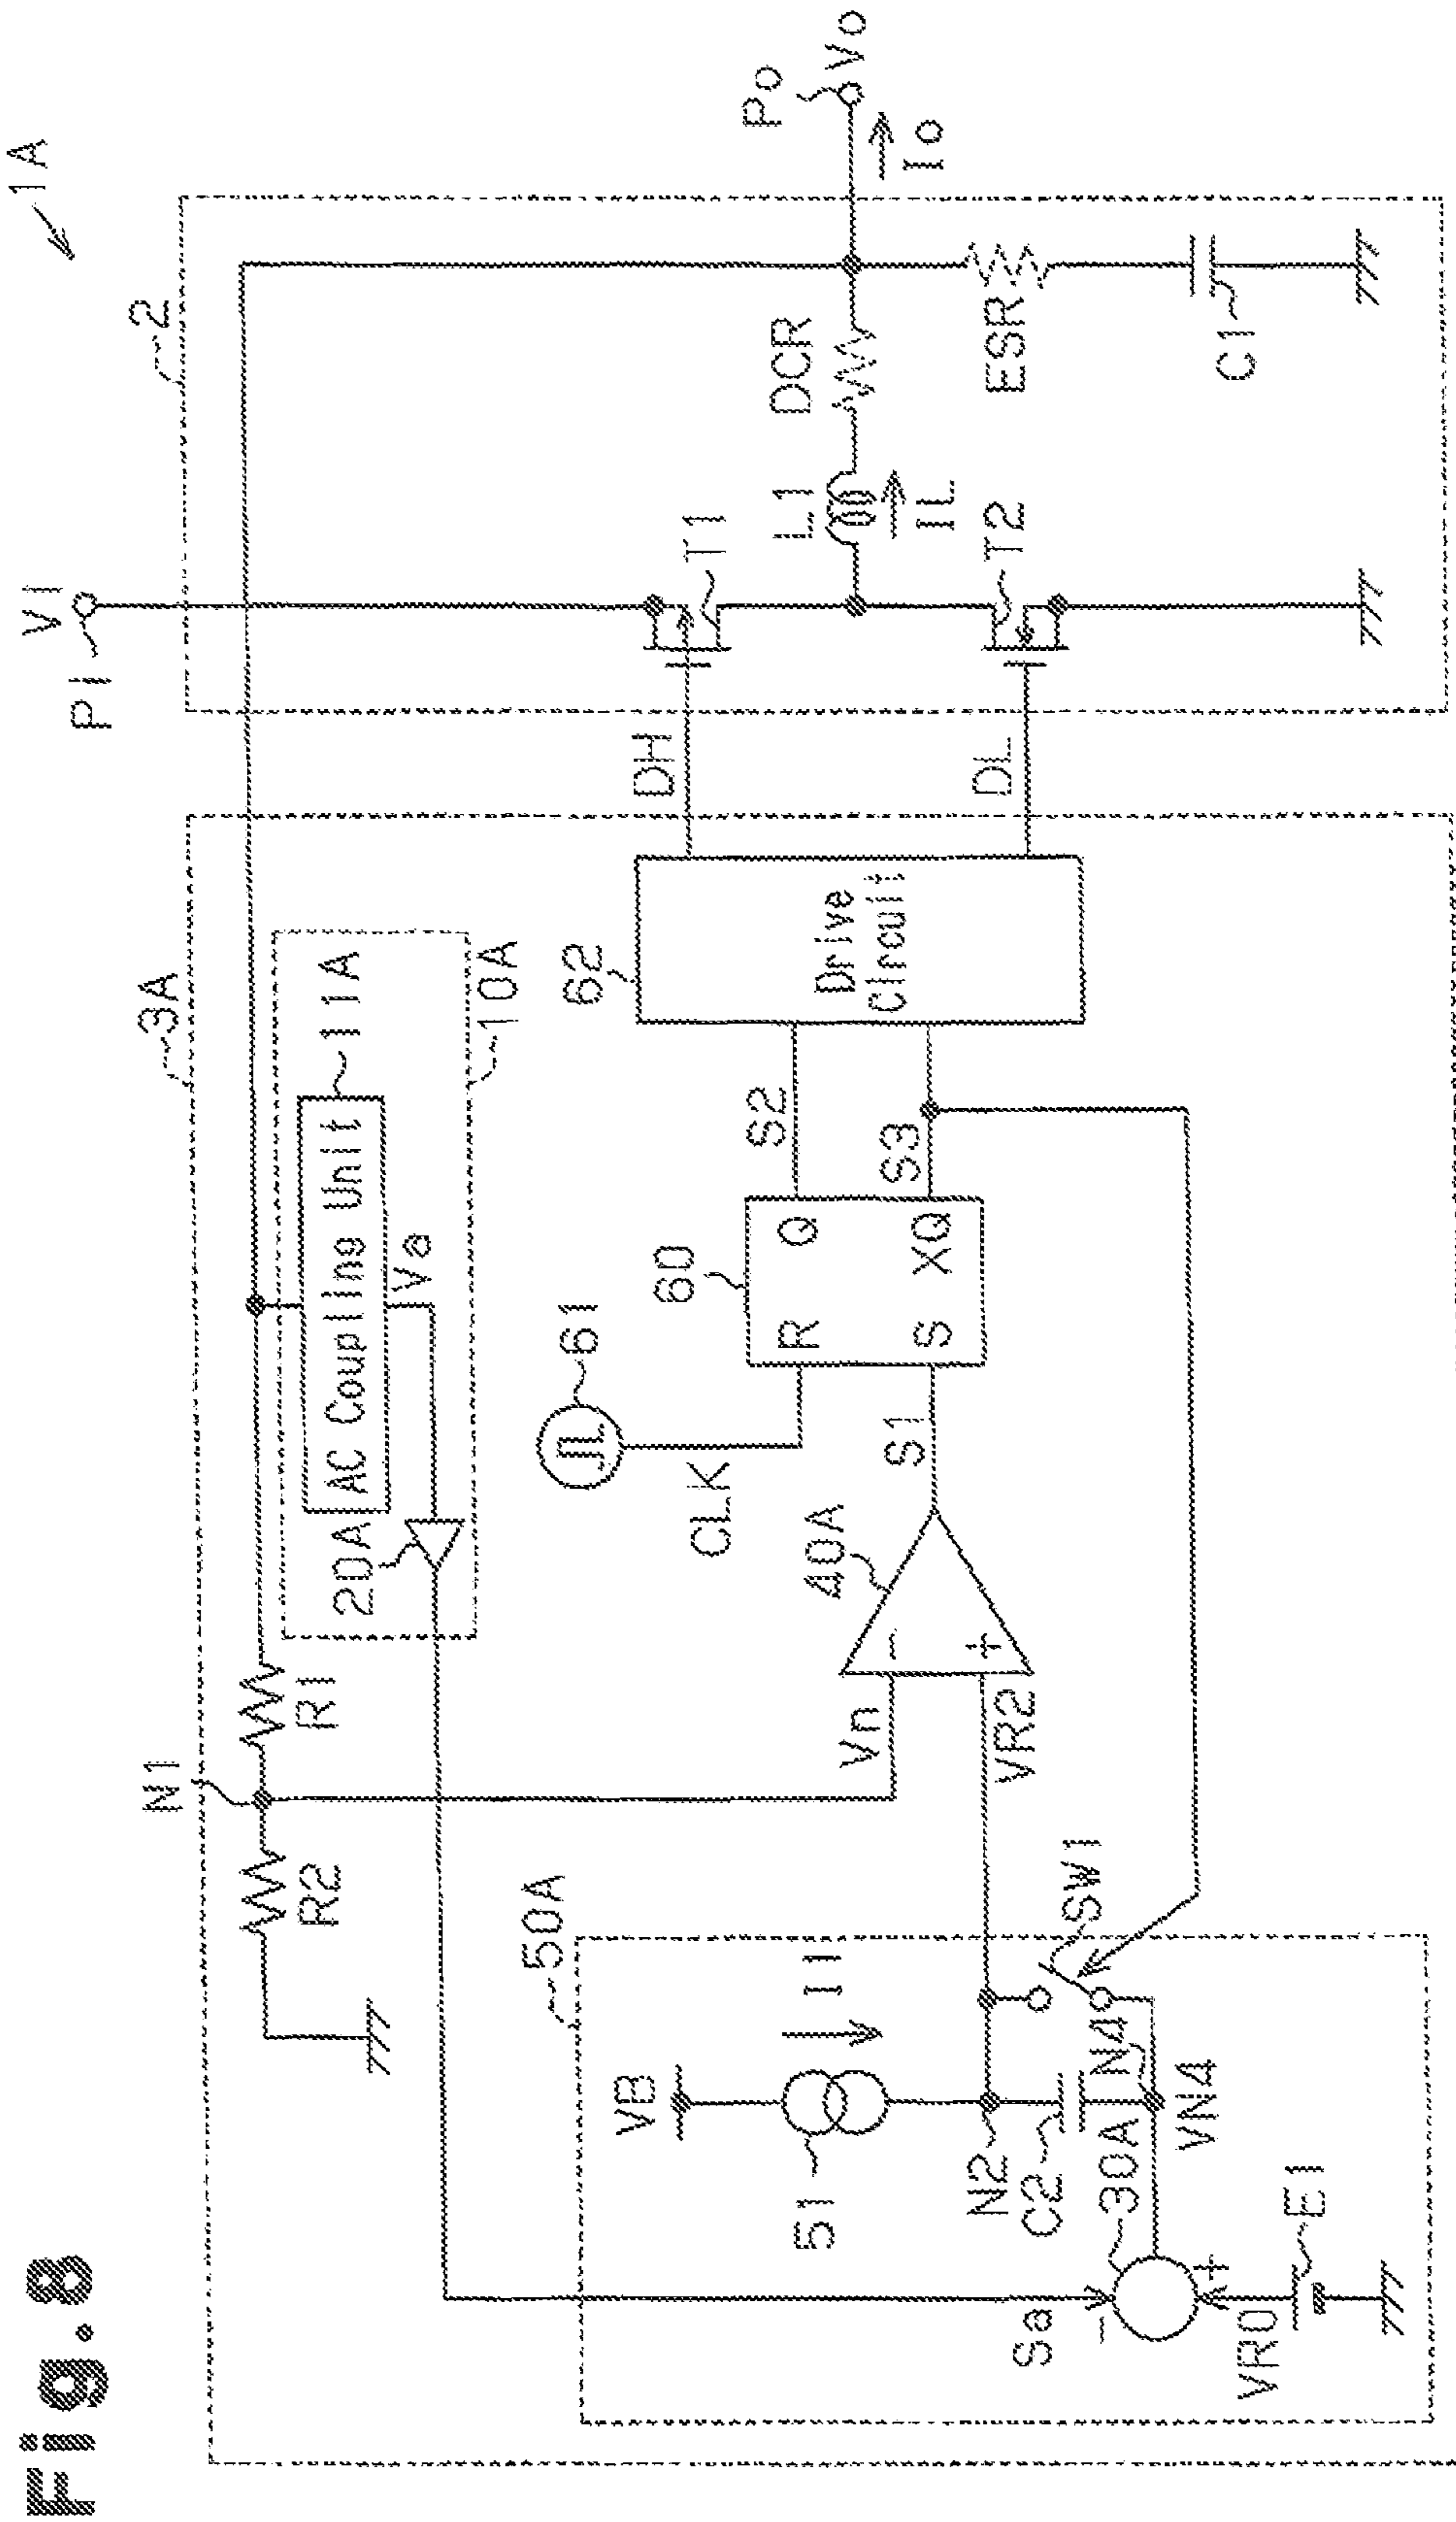 Fig.8
1A
2
3A
Pi
Vi
Po
Vo
Io
T1
L1
DCR
IL
T2
ESR
C1
DH
DL
62
Drive
Circuit
11A
AC Coupling Unit
10A
Va
20A
R1
N1
R2
61
CLK
60
R
Q
S
XQ
S2
S3
S1
40A
-
+
Vn
VR2
50A
VB
I1
51
N2
C2
SW1
N4
VN4
30A
Sa
-
+
VR0
E1